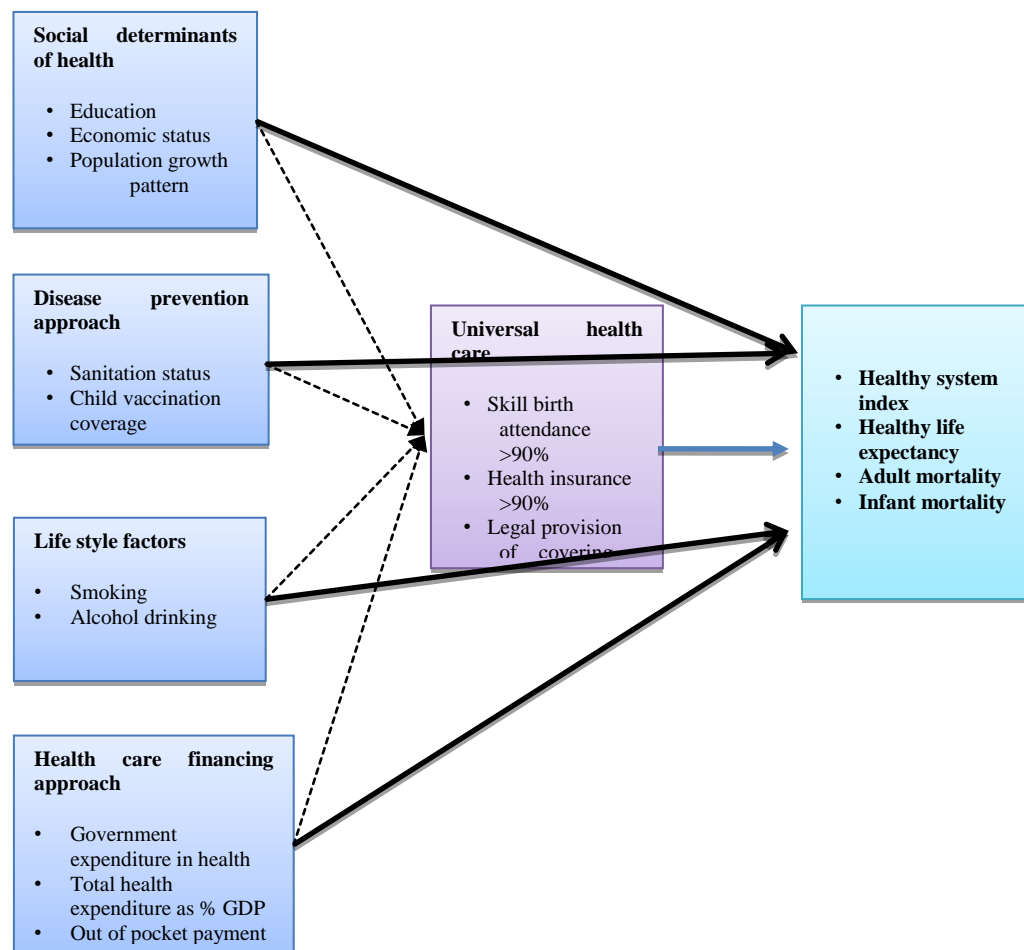 Social determinants
of health
• Education
• Economic status
• Population growth
pattern
Disease prevention
approach
• Sanitation status
• Child vaccination
coverage
Life style factors
• Smoking
• Alcohol drinking
Health care financing
approach
• Government
expenditure in health
• Total health
expenditure as % GDP
• Out of pocket payment
Universal health
care
• Skill birth
attendance
>90%
• Health insurance
>90%
• Legal provision
of covering
• Healthy system
index
• Healthy life
expectancy
• Adult mortality
• Infant mortality